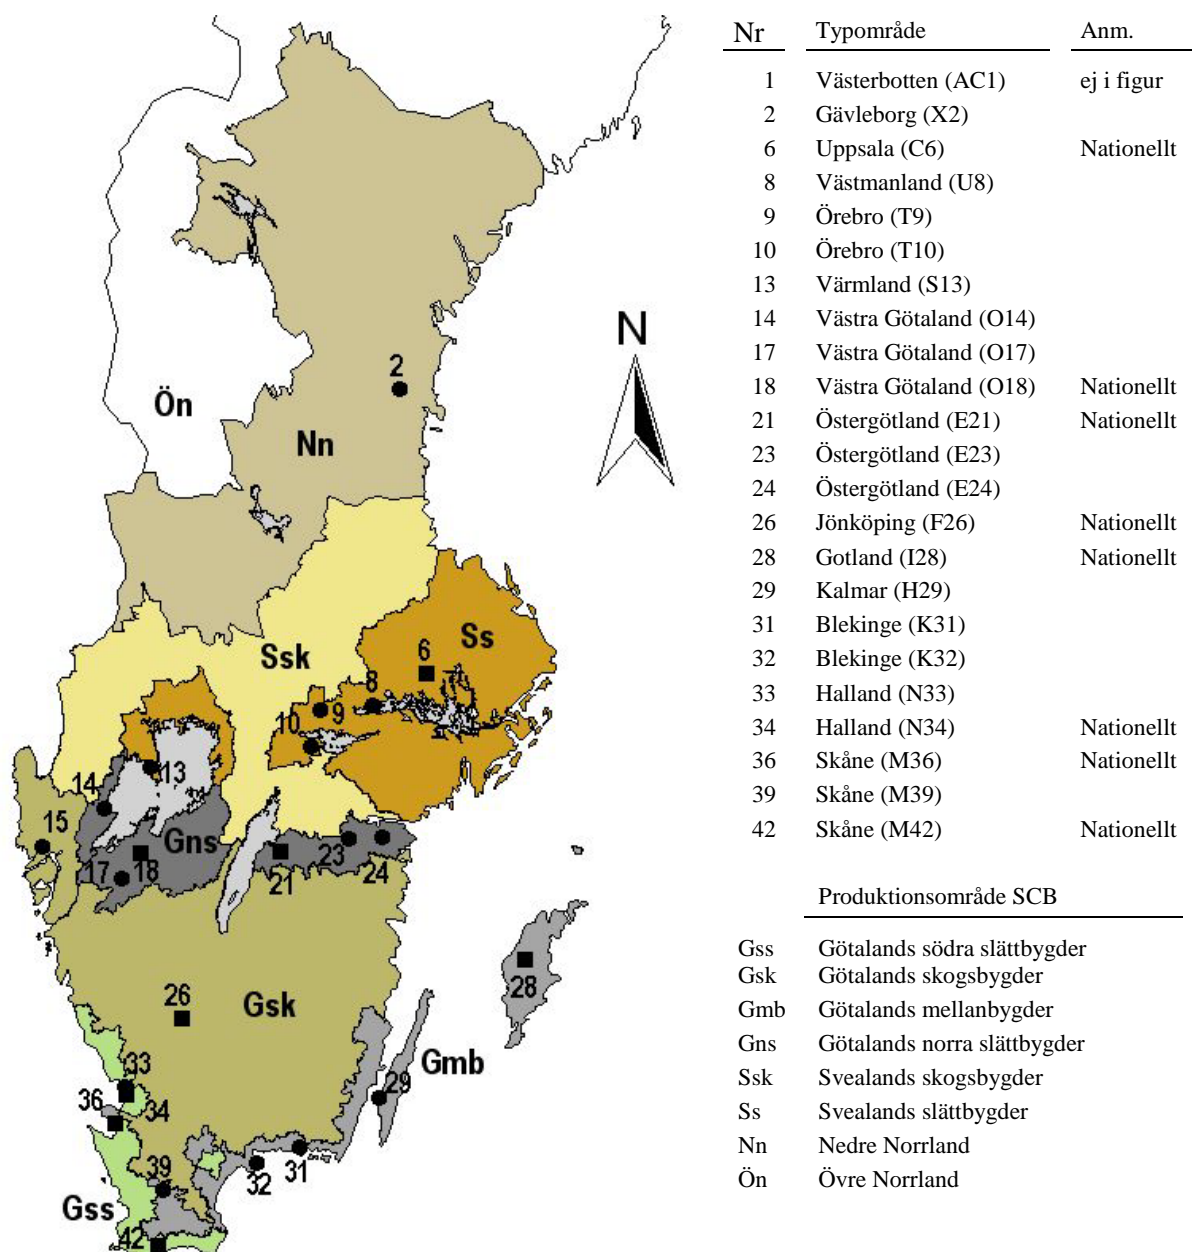 Nr Typområde Anm.
1 Västerbotten (AC1) ej i figur
2 Gävleborg (X2)
6 Uppsala (C6) Nationellt
8 Västmanland (U8)
9 Örebro (T9)
10 Örebro (T10)
13 Värmland (S13)
14 Västra Götaland (O14)
17 Västra Götaland (O17)
18 Västra Götaland (O18) Nationellt
21 Östergötland (E21) Nationellt
23 Östergötland (E23)
24 Östergötland (E24)
26 Jönköping (F26) Nationellt
28 Gotland (I28) Nationellt
29 Kalmar (H29)
31 Blekinge (K31)
32 Blekinge (K32)
33 Halland (N33)
34 Halland (N34) Nationellt
36 Skåne (M36) Nationellt
39 Skåne (M39)
42 Skåne (M42) Nationellt
Produktionsområde SCB
Gss Götalands södra slättbygder
Gsk Götalands skogsbygder
Gmb Götalands mellanbygder
Gns Götalands norra slättbygder
Ssk Svealands skogsbygder
Ss Svealands slättbygder
Nn Nedre Norrland
Ön Övre Norrland
N
2
Ön
Nn
Ss
Ssk
6
8
9
10
13
14
15
Gns
17
18
21
23
24
28
26
Gsk
Gmb
29
33
36
34
31
32
39
Gss
42